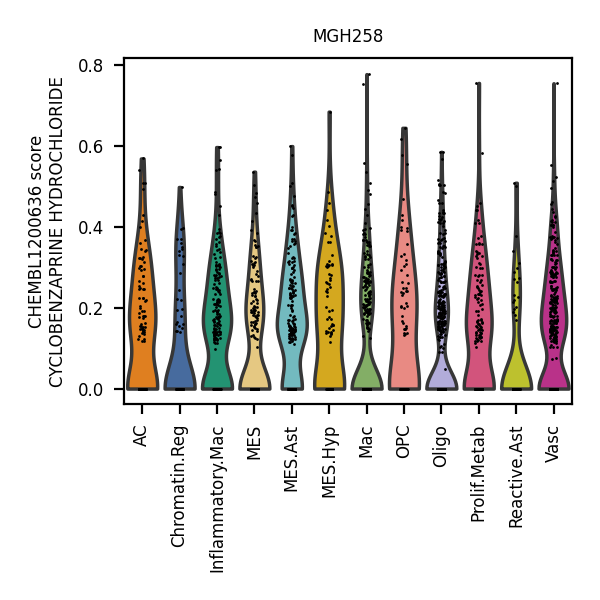 MGH258
CHEMBL1200636 score
CYCLOBENZAPRINE HYDROCHLORIDE
0.8
0.6
0.4
0.2
0.0
AC
Chromatin.Reg
Inflammatory.Mac
MES
MES.Ast
MES.Hyp
Mac
OPC
Oligo
Prolif.Metab
Reactive.Ast
Vasc